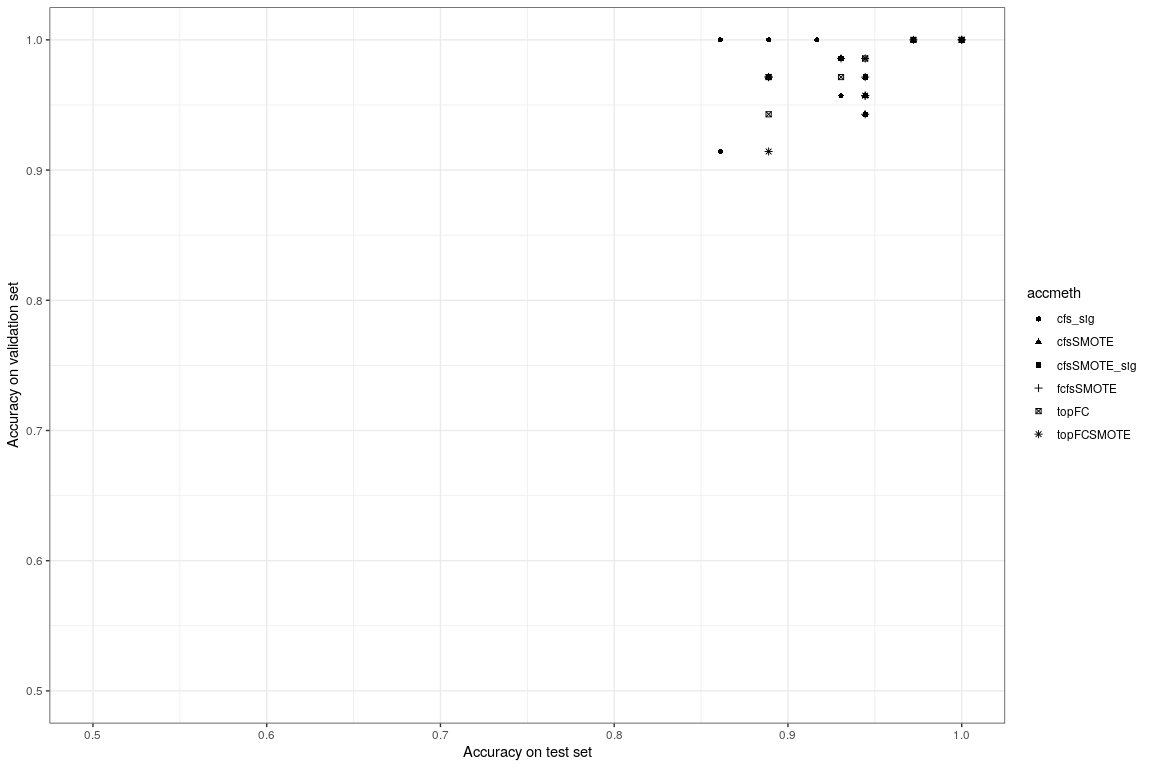 1.0
0.9
0.8
0.7
0.6
0.5
Accuracy on validation set
0.5 0.6 0.7 0.8 0.9 1.0
Accuracy on test set
accmeth
cfs_sig
cfsSMOTE
cfsSMOTE_sig
fcfsSMOTE
topFC
topFCSMOTE